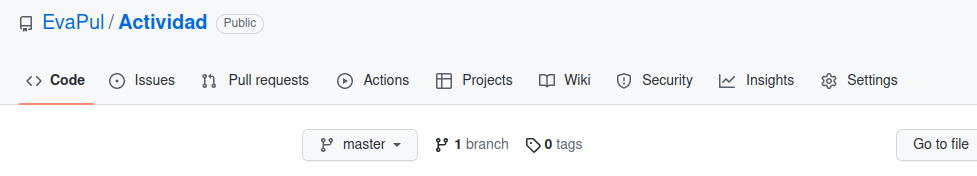 EvaPul / Actividad Public
Code Issues Pull requests Actions Projects Wiki Security Insights Settings
master 1 branch 0 tags Go to file